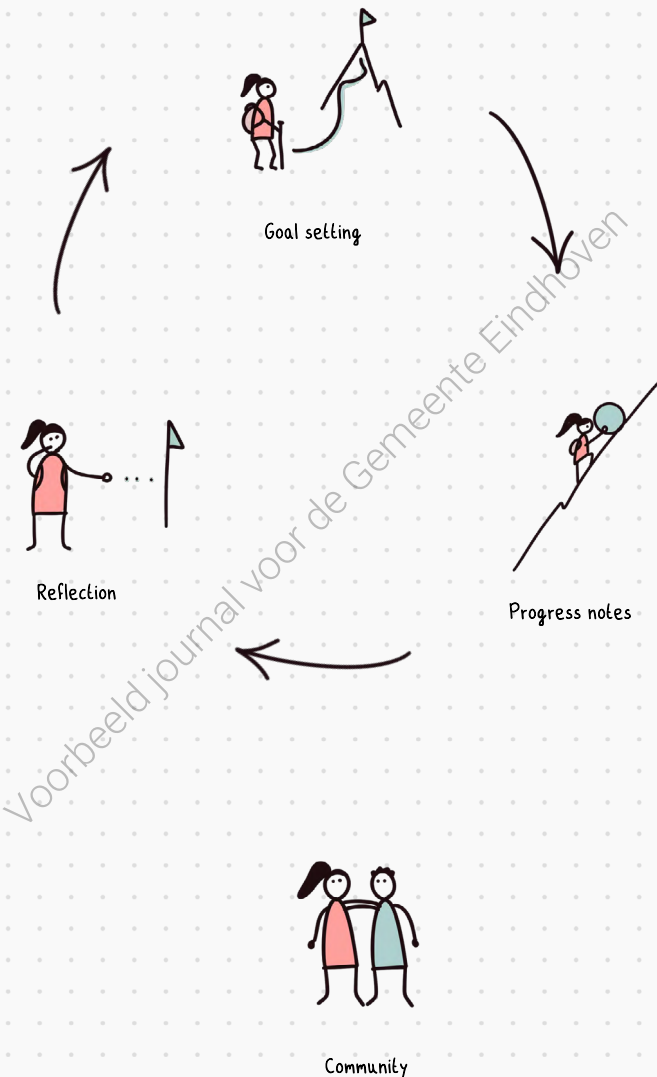 Goal setting
Voorbeeld journal voor de Gemeente Eindhoven
Reflection
Progress notes
Community